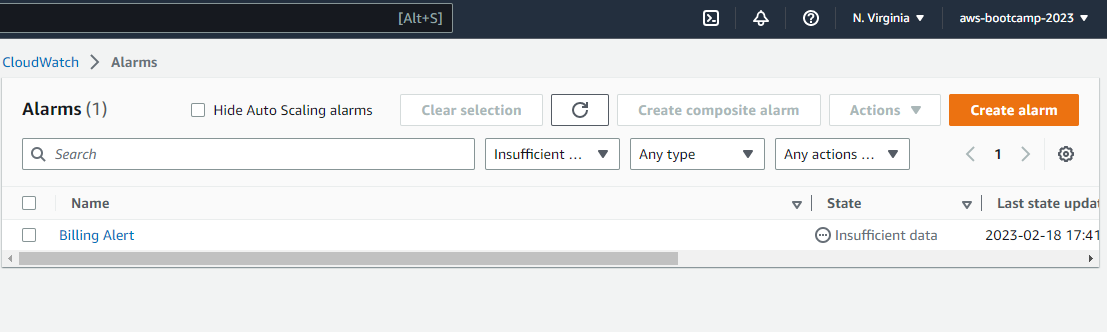 [Alt+S] N. Virginia aws-bootcamp-2023
CloudWatch Alarms
Alarms (1) Hide Auto Scaling alarms Clear selection Create composite alarm Actions Create alarm
Search Insufficient ... Any type Any actions ... 1
Name State Last state upda
Billing Alert Insufficient data 2023-02-18 17:41